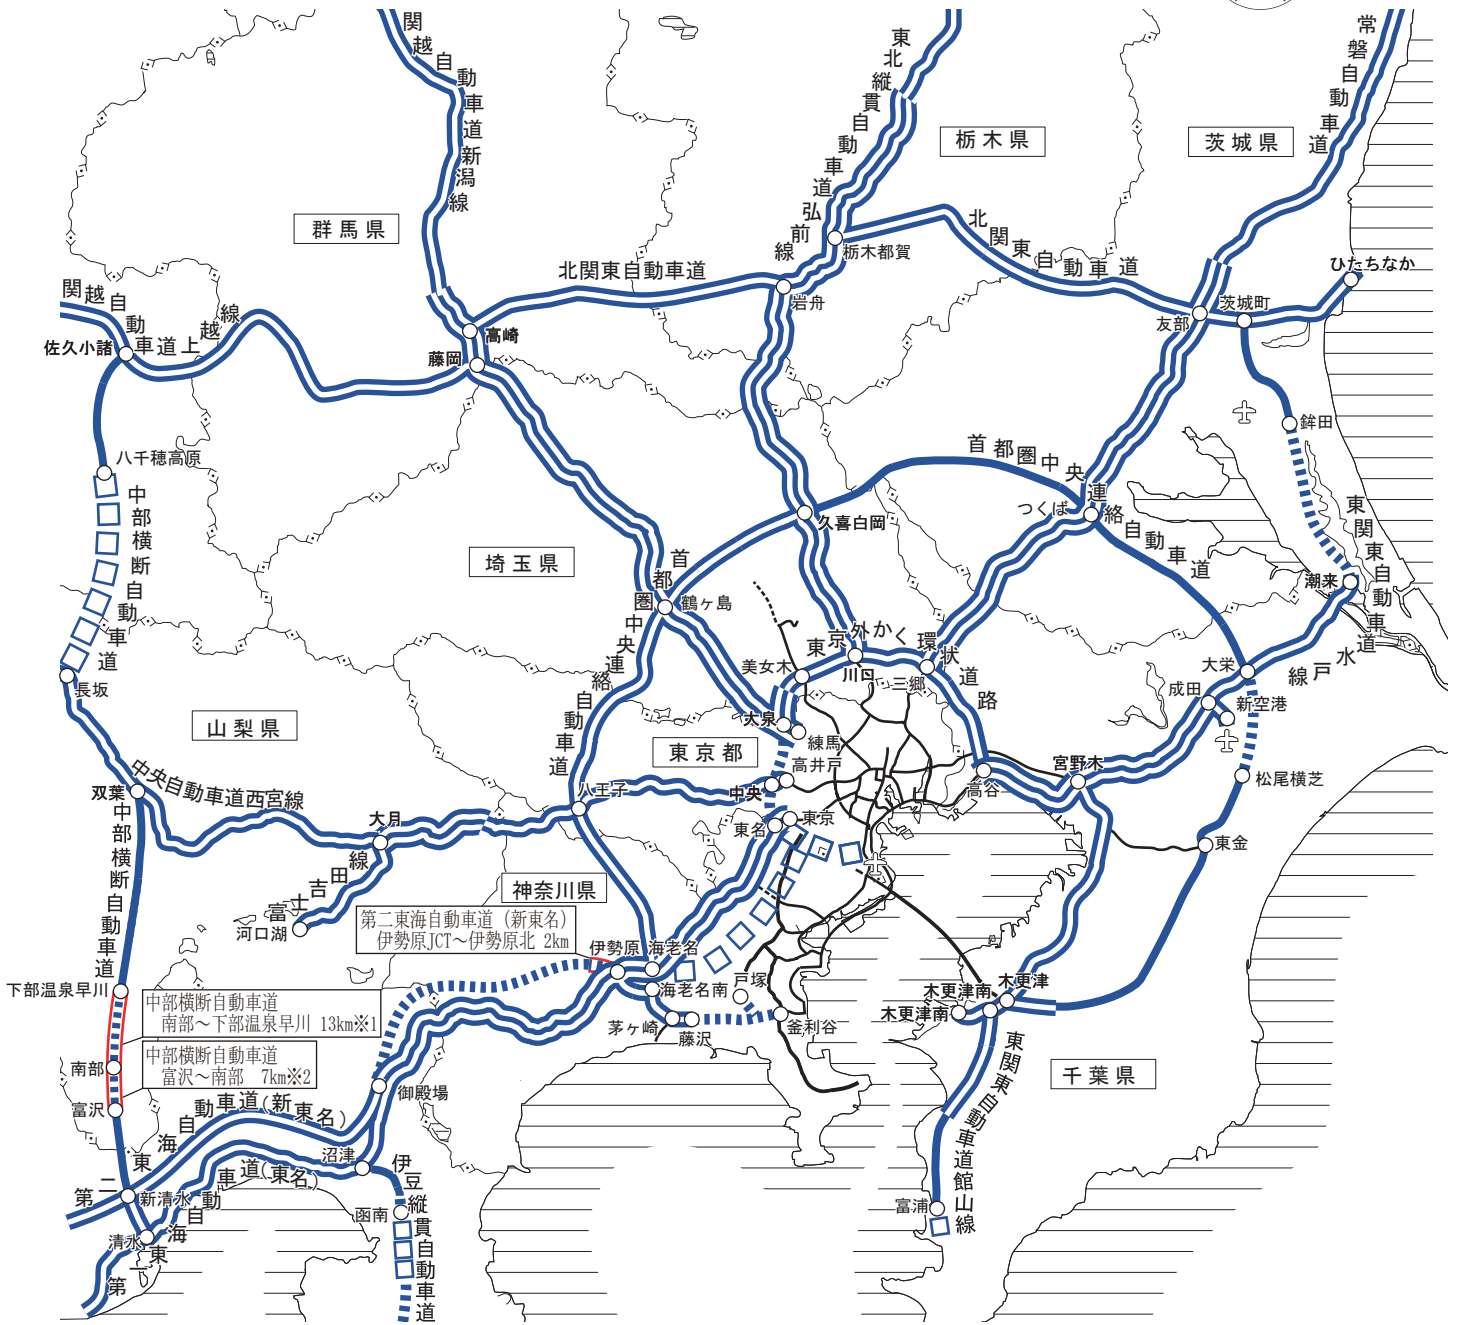 関越自動車道新潟線
東北縦貫自動車道弘前線
常磐自動車道
栃木県
茨城県
群馬県
北関東自動車道
北関東自動車道
栃木都賀
岩舟
ひたちなか
茨城町
友部
関越自動車道上越線
佐久小諸
高崎
藤岡
鉾田
八千穂高原
首都圏中央連絡自動車道
つくば
久喜白岡
中部横断自動車道
東関東自動車道水戸線
埼玉県
潮来
首都圏中央連絡自動車道
鶴ヶ島
東京外かく環状道路
美女木
川口
三郷
大栄
長坂
成田
新空港
山梨県
大泉
練馬
東京都
高井戸
中央
高谷
宮野木
松尾横芝
中央自動車道西宮線
双葉
大月
八王子
東名
東京
東金
中部横断自動車道
富士吉田線
河口湖
神奈川県
第二東海自動車道(新東名)
伊勢原JCT～伊勢原北 2km
伊勢原
海老名
下部温泉早川
中部横断自動車道
南部～下部温泉早川 13km※1
海老名南
戸塚
木更津南
木更津
木更津南
茅ヶ崎
藤沢
釜利谷
中部横断自動車道
富沢～南部 7km※2
南部
富沢
御殿場
千葉県
東関東自動車道館山線
第二東海自動車道(新東名)
沼津
伊豆縦貫自動車道
新清水
函南
富浦
清水
第一東海自動車道(東名)